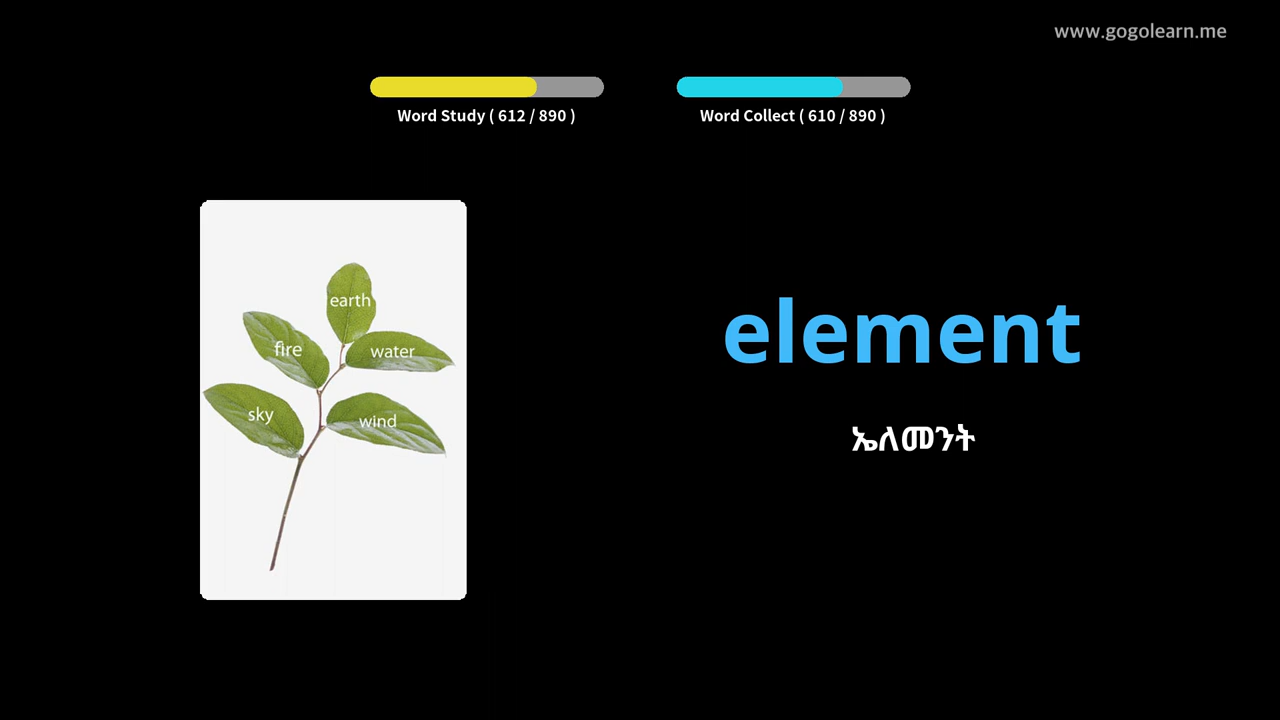 www.gogolearn.me
Word Study ( 612 / 890 )
Word Collect ( 610 / 890 )
earth
fire
water
sky
wind
element
ኤለመንት